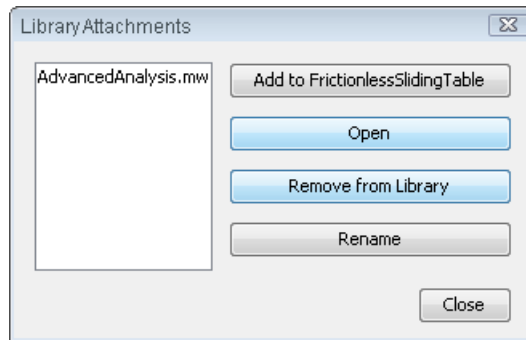 Library Attachments
AdvancedAnalysis.mw
Add to FrictionlessSlidingTable
Open
Remove from Library
Rename
Close